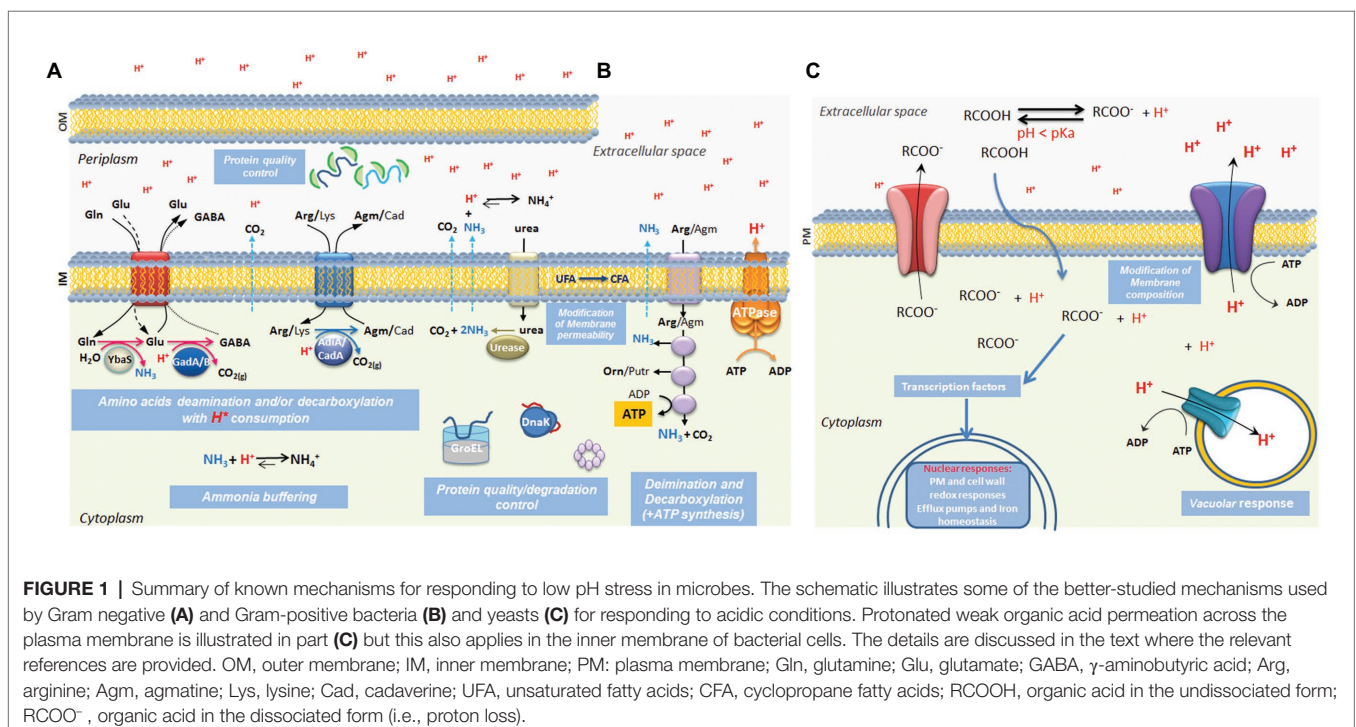 A
H⁺ H⁺ H⁺ H⁺ H⁺ H⁺ H⁺ H⁺ H⁺ H⁺
OM
Periplasm
Protein quality
control
H⁺ H⁺ H⁺ H⁺ H⁺ H⁺ H⁺ H⁺ H⁺
Glu
Gln
Glu
GABA
CO₂
Arg/Lys
Agm/Cad
CO₂
H⁺
+
NH₃
NH₄⁺
urea
IM
UFA
CFA
Modification
of Membrane
permeability
Gln
Glu
GABA
H₂O
YbaS
NH₃
H⁺
GadA/B
CO₂(g)
Arg/Lys
Agm/Cad
H⁺
AdiA/
CadA
CO₂(g)
CO₂ + 2NH₃
urea
Urease
Amino acids deamination and/or decarboxylation
with H⁺ consumption
NH₃ + H⁺
NH₄⁺
Ammonia buffering
GroEL
DnaK
Protein quality/degradation
control
Cytoplasm
B
Extracellular space
H⁺ H⁺ H⁺ H⁺ H⁺ H⁺
NH₃
Arg/Agm
H⁺
Arg/Agm
NH₃
ATPase
ATP
ADP
Orn/Putr
ADP
ATP
NH₃ + CO₂
Deimination and
Decarboxylation
(+ATP synthesis)
C
Extracellular space
RCOOH
RCOO⁻ + H⁺
pH < pKa
RCOO⁻
RCOOH
H⁺ H⁺ H⁺ H⁺ H⁺
H⁺ H⁺ H⁺ H⁺ H⁺
PM
RCOO⁻
RCOO⁻ + H⁺
Modification of
Membrane
composition
H⁺
ATP
ADP
RCOO⁻ + H⁺
RCOO⁻
+ H⁺
Transcription factors
Cytoplasm
Nuclear responses:
PM and cell wall
redox responses
Efflux pumps and Iron
homeostasis
H⁺
ADP
ATP
H⁺
Vacuolar response
FIGURE 1 | Summary of known mechanisms for responding to low pH stress in microbes. The schematic illustrates some of the better-studied mechanisms used
by Gram negative (A) and Gram-positive bacteria (B) and yeasts (C) for responding to acidic conditions. Protonated weak organic acid permeation across the
plasma membrane is illustrated in part (C) but this also applies in the inner membrane of bacterial cells. The details are discussed in the text where the relevant
references are provided. OM, outer membrane; IM, inner membrane; PM: plasma membrane; Gln, glutamine; Glu, glutamate; GABA, γ-aminobutyric acid; Arg,
arginine; Agm, agmatine; Lys, lysine; Cad, cadaverine; UFA, unsaturated fatty acids; CFA, cyclopropane fatty acids; RCOOH, organic acid in the undissociated form;
RCOO⁻ , organic acid in the dissociated form (i.e., proton loss).